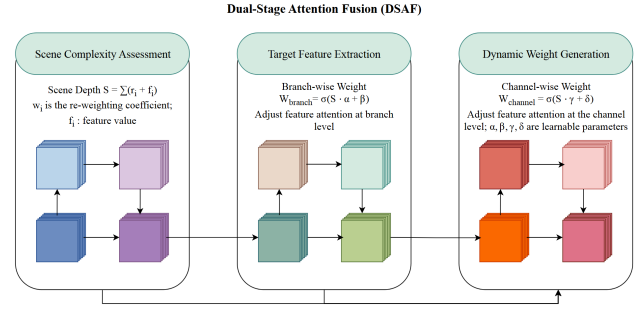 Dual-Stage Attention Fusion (DSAF)
Scene Complexity Assessment
Scene Depth S = ∑(rᵢ + fᵢ)
wᵢ is the re-weighting coefficient;
fᵢ : feature value
Target Feature Extraction
Branch-wise Weight
W_branch= σ(S · α + β)
Adjust feature attention at branch
level
Dynamic Weight Generation
Channel-wise Weight
W_channel = σ(S · γ + δ)
Adjust feature attention at the channel
level; α, β, γ, δ are learnable parameters